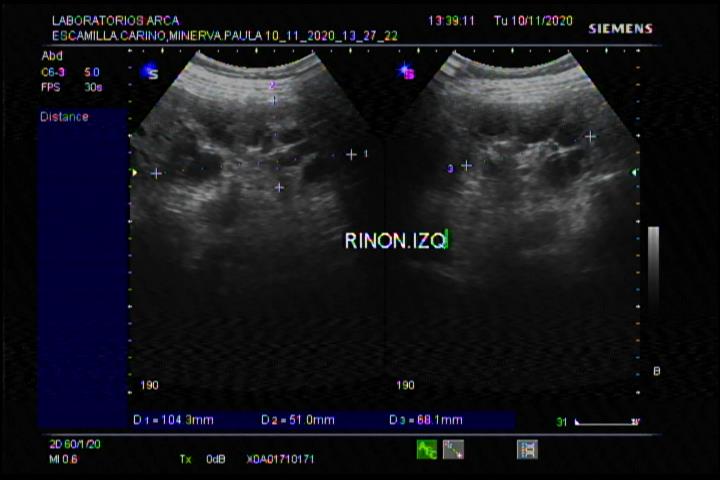 LABORATORIOS ARCA 13:39:11 Tu 10/11/2020 SIEMENS
ESCAMILLA.CARINO,MINERVA.PAULA 10_11_2020_13_27_22
Abd
C6-3 5.0
FPS 30s
S S
Distance
2
1
3
RINON.IZQ
B
190 190
D1=104.3mm D2=51.0mm D3=68.1mm 31
2D 60/1/20
MI 0.6 Tx 0dB X0A01710171